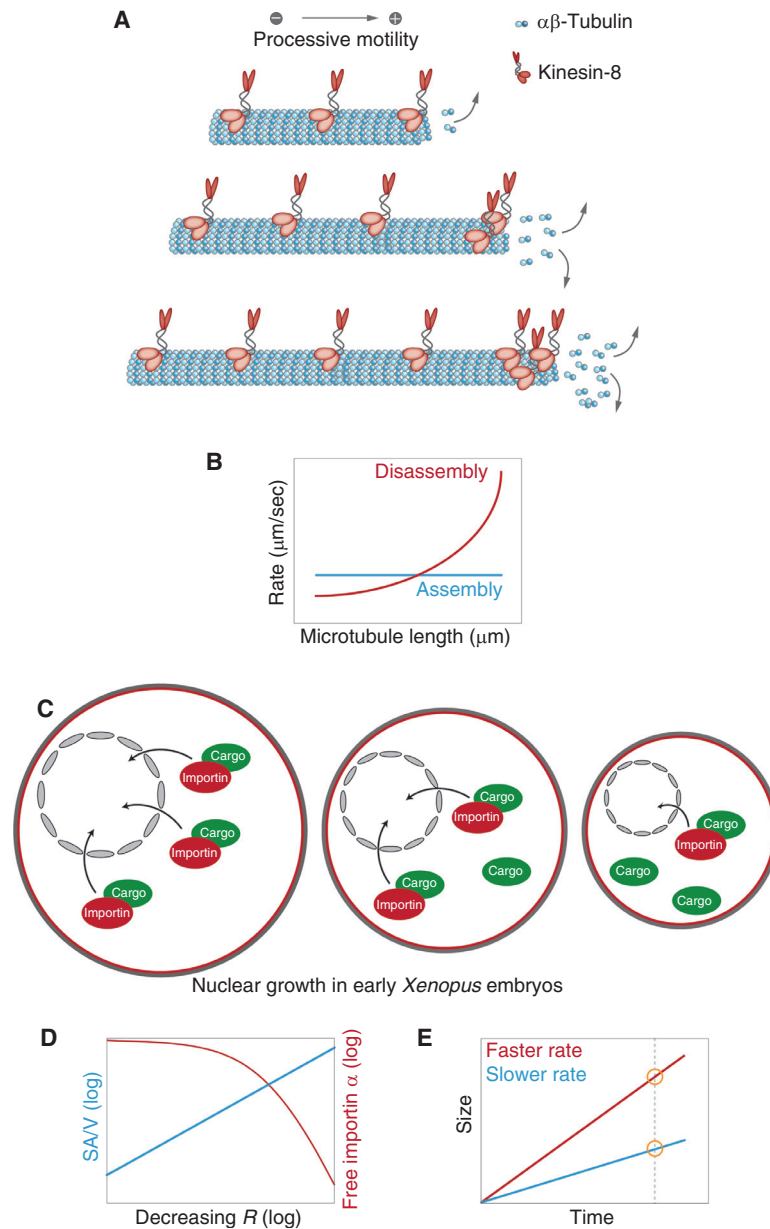 A
− +
Processive motility
αβ-Tubulin
Kinesin-8
B
Disassembly
Assembly
Rate (μm/sec)
Microtubule length (μm)
C
Cargo
Importin
Cargo
Importin
Cargo
Importin
Cargo
Importin
Cargo
Importin
Cargo
Cargo
Importin
Cargo
Cargo
Nuclear growth in early Xenopus embryos
D
SA/V (log)
Free importin α (log)
Decreasing R (log)
E
Faster rate
Slower rate
Size
Time